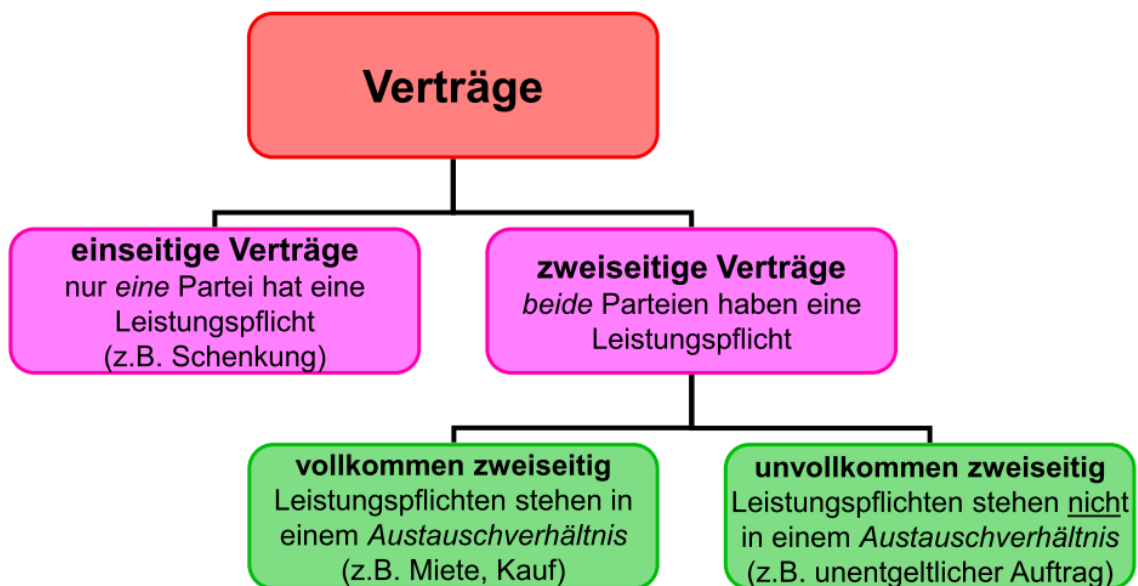 Verträge
einseitige Verträge
nur eine Partei hat eine
Leistungspflicht
(z.B. Schenkung)
zweiseitige Verträge
beide Parteien haben eine
Leistungspflicht
vollkommen zweiseitig
Leistungspflichten stehen in
einem Austauschverhältnis
(z.B. Miete, Kauf)
unvollkommen zweiseitig
Leistungspflichten stehen nicht
in einem Austauschverhältnis
(z.B. unentgeltlicher Auftrag)